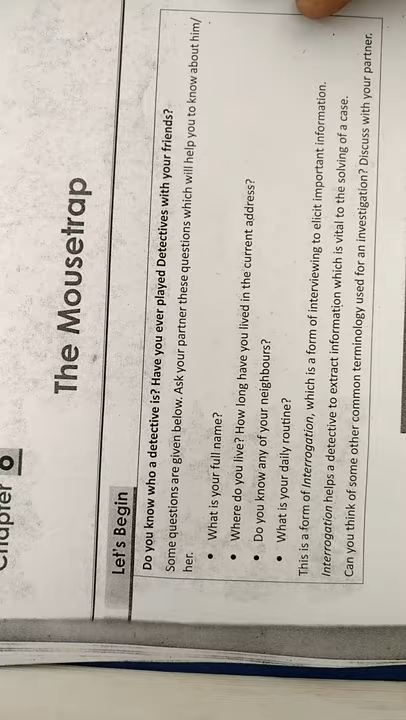 Chapter 6
The Mousetrap
Let's Begin
Do you know who a detective is? Have you ever played Detectives with your friends?
Some questions are given below. Ask your partner these questions which will help you to know about him/
her.
• What is your full name?
• Where do you live? How long have you lived in the current address?
• Do you know any of your neighbours?
• What is your daily routine?
This is a form of Interrogation, which is a form of interviewing to elicit important information.
Interrogation helps a detective to extract information which is vital to the solving of a case.
Can you think of some other common terminology used for an investigation? Discuss with your partner.